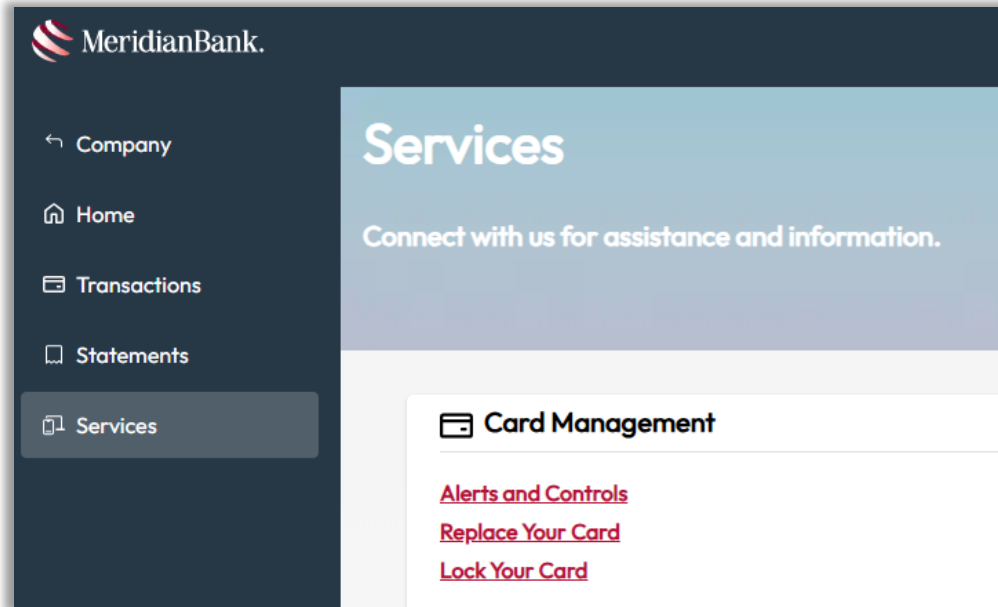 MeridianBank.
Company
Home
Transactions
Statements
Services
Services
Connect with us for assistance and information.
Card Management
Alerts and Controls
Replace Your Card
Lock Your Card